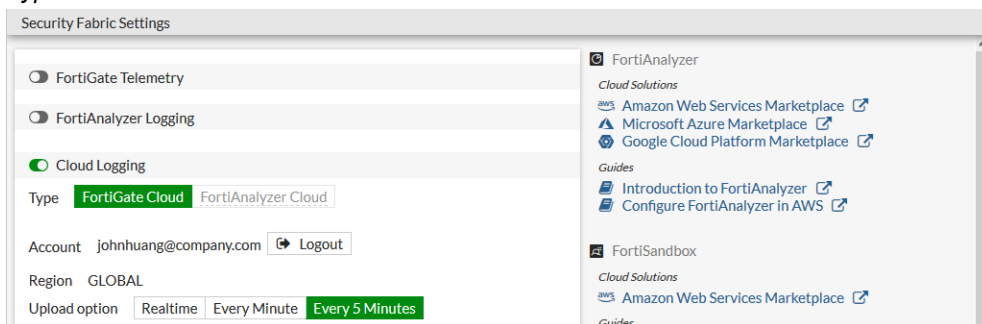 Security Fabric Settings
FortiGate Telemetry
FortiAnalyzer Logging
Cloud Logging
Type FortiGate Cloud FortiAnalyzer Cloud
Account johnhuang@company.com Logout
Region GLOBAL
Upload option Realtime Every Minute Every 5 Minutes
FortiAnalyzer
Cloud Solutions
aws Amazon Web Services Marketplace
Microsoft Azure Marketplace
Google Cloud Platform Marketplace
Guides
Introduction to FortiAnalyzer
Configure FortiAnalyzer in AWS
FortiSandbox
Cloud Solutions
aws Amazon Web Services Marketplace
Guides